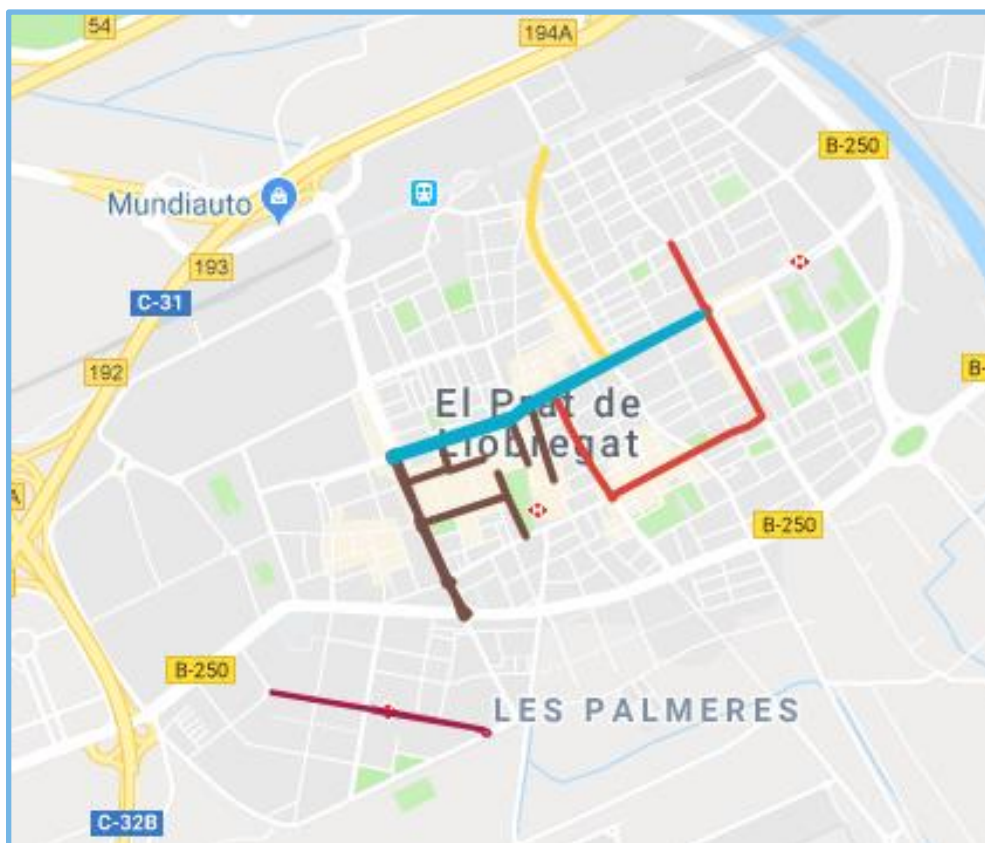 54
194A
B-250
Mundiauto
193
C-31
192
B-
El Prat de
Llobregat
A
B-250
B-250
LES PALMERES
C-32B